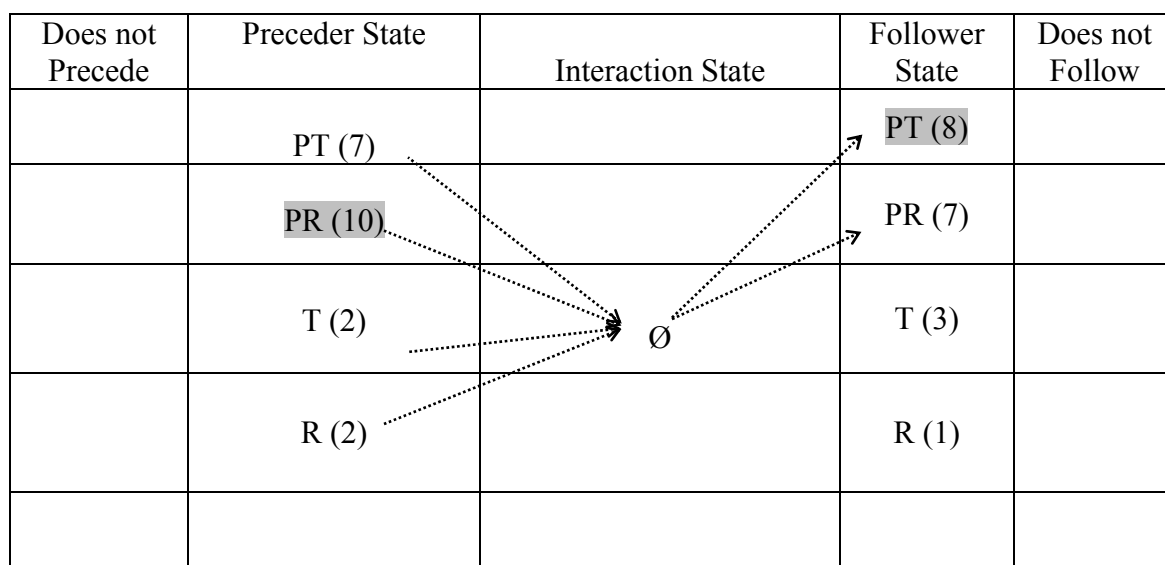 Does not Precede
Preceder State
Interaction State
Follower State
Does not Follow
PT (7)
PT (8)
PR (10)
PR (7)
T (2)
Ø
T (3)
R (2)
R (1)